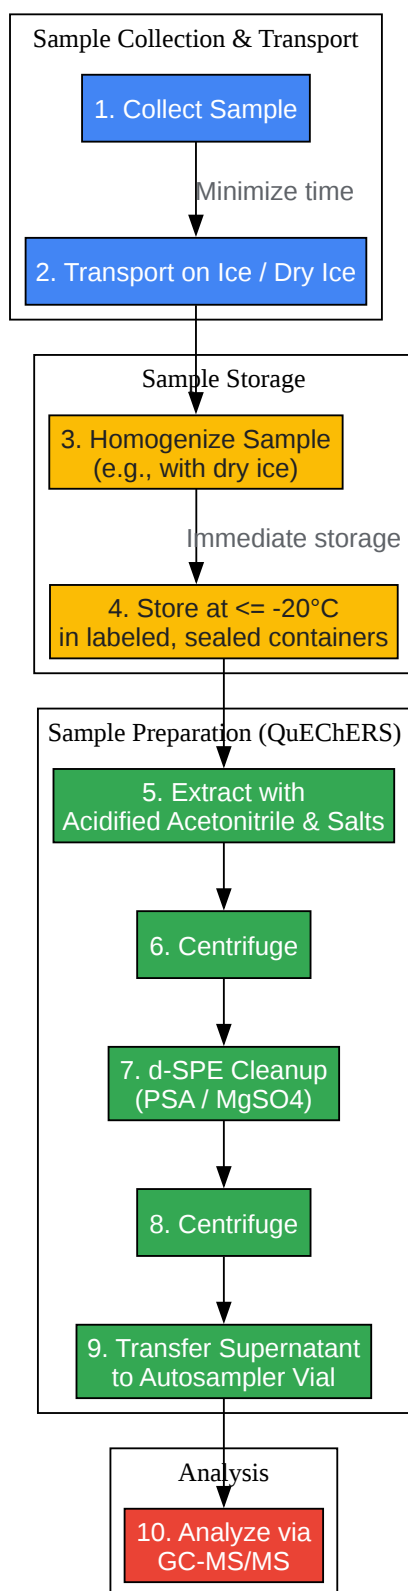 Sample Collection & Transport
1. Collect Sample
Minimize time
2. Transport on Ice / Dry Ice
Sample Storage
3. Homogenize Sample
(e.g., with dry ice)
Immediate storage
4. Store at <= -20°C
in labeled, sealed containers
Sample Preparation (QuEChERS)
5. Extract with
Acidified Acetonitrile & Salts
6. Centrifuge
7. d-SPE Cleanup
(PSA / MgSO4)
8. Centrifuge
9. Transfer Supernatant
to Autosampler Vial
Analysis
10. Analyze via
GC-MS/MS